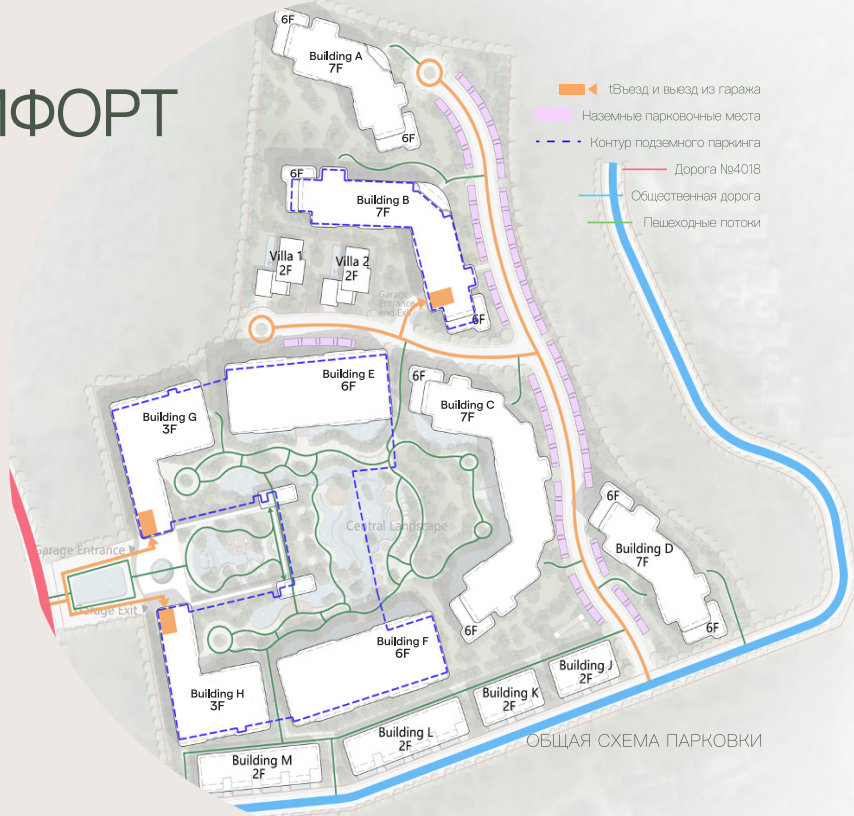 6F
Building A
7F
6F
ИФОРТ
tВъезд и выезд из гаража
Наземные парковочные места
Контур подземного паркинга
Дорога №4018
Общественная дорога
Пешеходные потоки
6F
Building B
7F
Villa 1
2F
Villa 2
2F
Garage
Entrance
and Exit
6F
Building E
6F
6F
Building C
7F
Building G
3F
6F
Central Landscape
Building D
7F
Garage Entrance
Garage Exit
6F
6F
Building F
6F
Building J
2F
Building H
3F
Building K
2F
Building L
2F
ОБЩАЯ СХЕМА ПАРКОВКИ
Building M
2F